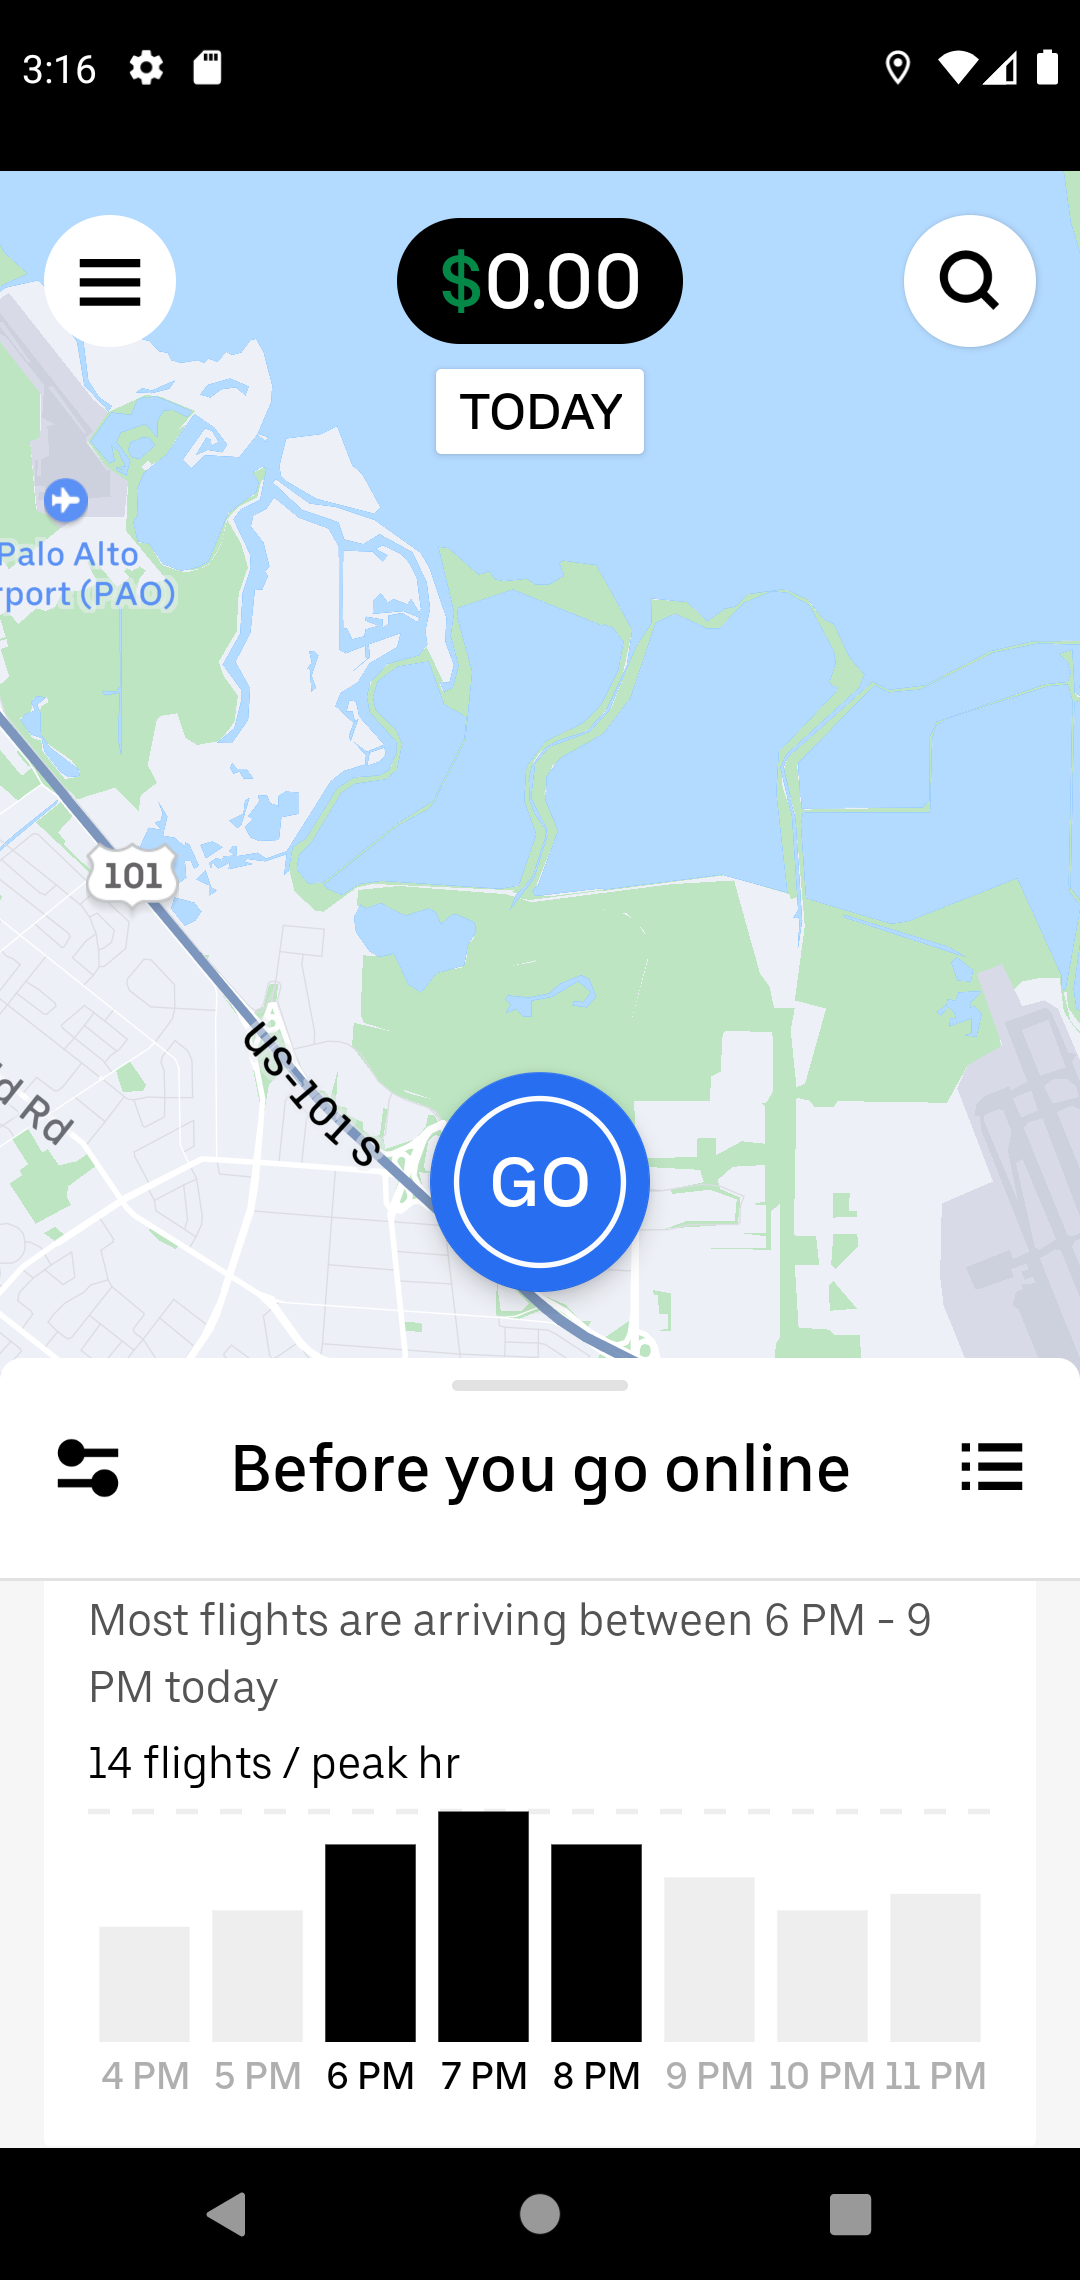 3:16
$0.00
TODAY
Palo Alto
rport (PAO)
101
US-101 S
d Rd
GO
Before you go online
Most flights are arriving between 6 PM - 9
PM today
14 flights / peak hr
4 PM 5 PM 6 PM 7 PM 8 PM 9 PM 10 PM 11 PM